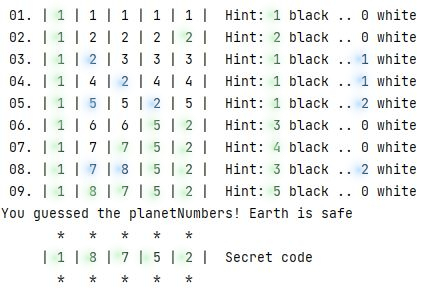 01. | 1 | 1 | 1 | 1 | 1 |  Hint: 1 black .. 0 white
02. | 1 | 2 | 2 | 2 | 2 |  Hint: 2 black .. 0 white
03. | 1 | 2 | 3 | 3 | 3 |  Hint: 1 black .. 1 white
04. | 1 | 4 | 2 | 4 | 4 |  Hint: 1 black .. 1 white
05. | 1 | 5 | 5 | 2 | 5 |  Hint: 1 black .. 2 white
06. | 1 | 6 | 6 | 5 | 2 |  Hint: 3 black .. 0 white
07. | 1 | 7 | 7 | 5 | 2 |  Hint: 4 black .. 0 white
08. | 1 | 7 | 8 | 5 | 2 |  Hint: 3 black .. 2 white
09. | 1 | 8 | 7 | 5 | 2 |  Hint: 5 black .. 0 white
You guessed the planetNumbers! Earth is safe
* * * * *
| 1 | 8 | 7 | 5 | 2 |  Secret code
* * * * *